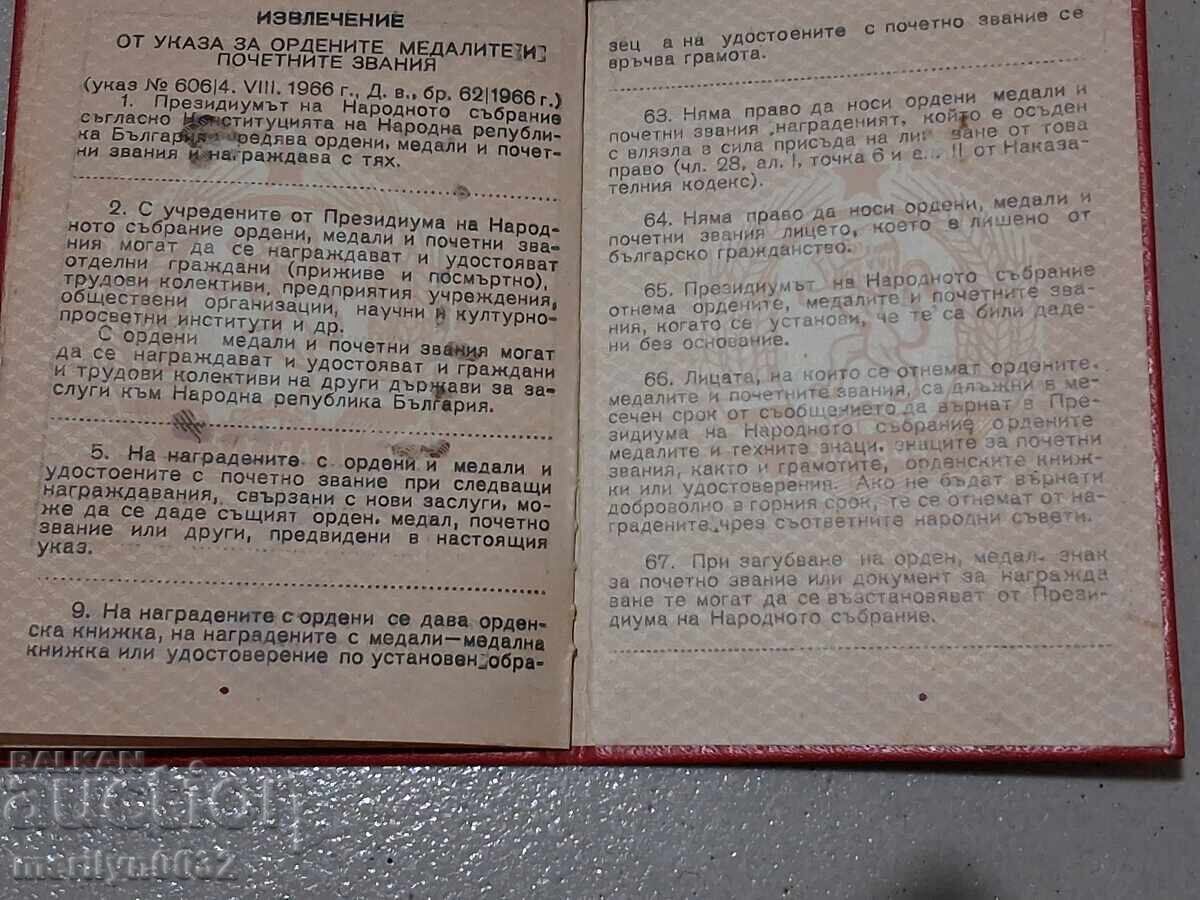 ИЗВЛЕЧЕНИЕ
ОТ УКАЗА ЗА ОРДЕНИТЕ МЕДАЛИТЕ И
ПОЧЕТНИТЕ ЗВАНИЯ
(указ № 606/4. VIII. 1966 г., Д. в., бр. 62/1966 г.)
1. Президиумът на Народното събрание
съгласно Конституцията на Народна републи-
ка България учредява ордени, медали и почет-
ни звания и награждава с тях.
2. С учредените от Президиума на Народ-
ното събрание ордени, медали и почетни зва-
ния могат да се награждават и удостояват
отделни граждани (приживе и посмъртно),
трудови колективи, предприятия учреждения,
обществени организации, научни и културно-
просветни институти и др.
С ордени медали и почетни звания могат
да се награждават и удостояват и граждани
и трудови колективи на други държави за за-
слуги към Народна република България.
5. На наградените с ордени и медали и
удостоените с почетно звание при следващи
награждавания, свързани с нови заслуги, мо-
же да се даде същият орден. медал, почетно
звание или други, предвидени в настоящия
указ.
9. На наградените с ордени се дава орден-
ска книжка, на наградените с медали—медална
книжка или удостоверение по установен обра-
зец а на удостоените с почетно звание се
връчва грамота.
63. Няма право да носи ордени медали и
почетни звания награденият, който е осъден
с влязла в сила присъда на ли ване от това
право (чл. 28, ал. I, точка 6 и а... II от Наказа-
телния кодекс).
64. Няма право да носи ордени, медали и
почетни звания лицето, което е лишено от
българско гражданство.
65. Президиумът на Народното събрание
отнема ордените, медалите и почетните зва-
ния, когато се установи, че те са били даде-
ни без основание.
66. Лицата, на които се отнемат ордените.
медалите и почетните звания, са длъжни в ме-
сечен срок от съобщението да върнат в Пре-
зидиума на Народното събрание ордените
медалите и техните знаци. знаците за почетни
звания, както и грамотите, орденските книж-
ки или удостоверения. Ако не бъдат върнати
доброволно в горния срок, те се отнемат от на-
градените чрез съответните народни съвети.
67. При загубване на орден, медал. знак
за почетно звание или документ за награжда
ване те могат да се възстановяват от Прези-
диума на Народното събрание.
BALKAN
auction
merilyn0032